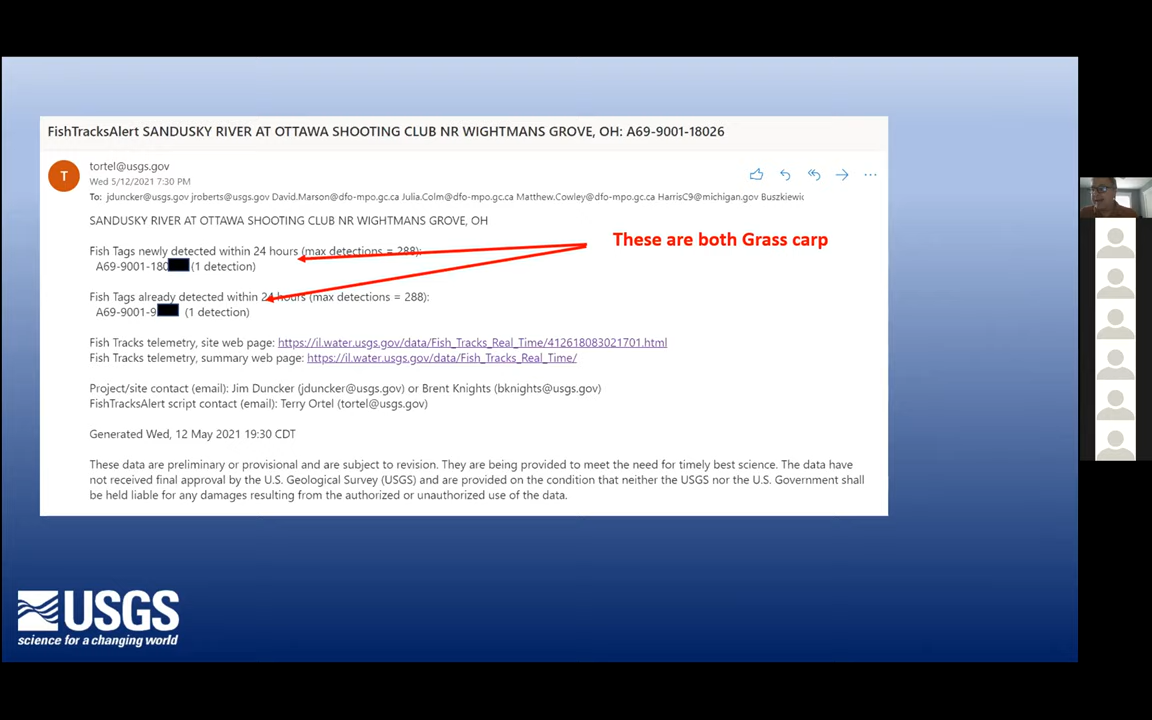 FishTracksAlert SANDUSKY RIVER AT OTTAWA SHOOTING CLUB NR WIGHTMANS GROVE, OH: A69-9001-18026
T
tortel@usgs.gov
Wed 5/12/2021 7:30 PM
To: jduncker@usgs.gov jroberts@usgs.gov David.Marson@dfo-mpo.gc.ca Julia.Colm@dfo-mpo.gc.ca Matthew.Cowley@dfo-mpo.gc.ca HarrisC9@michigan.gov Buszkiewic
SANDUSKY RIVER AT OTTAWA SHOOTING CLUB NR WIGHTMANS GROVE, OH
These are both Grass carp
Fish Tags newly detected within 24 hours (max detections = 288):
A69-9001-180 (1 detection)
Fish Tags already detected within 24 hours (max detections = 288):
A69-9001-9 (1 detection)
Fish Tracks telemetry, site web page: https://il.water.usgs.gov/data/Fish_Tracks_Real_Time/412618083021701.html
Fish Tracks telemetry, summary web page: https://il.water.usgs.gov/data/Fish_Tracks_Real_Time/
Project/site contact (email): Jim Duncker (jduncker@usgs.gov) or Brent Knights (bknights@usgs.gov)
FishTracksAlert script contact (email): Terry Ortel (tortel@usgs.gov)
Generated Wed, 12 May 2021 19:30 CDT
These data are preliminary or provisional and are subject to revision. They are being provided to meet the need for timely best science. The data have
not received final approval by the U.S. Geological Survey (USGS) and are provided on the condition that neither the USGS nor the U.S. Government shall
be held liable for any damages resulting from the authorized or unauthorized use of the data.
USGS
science for a changing world